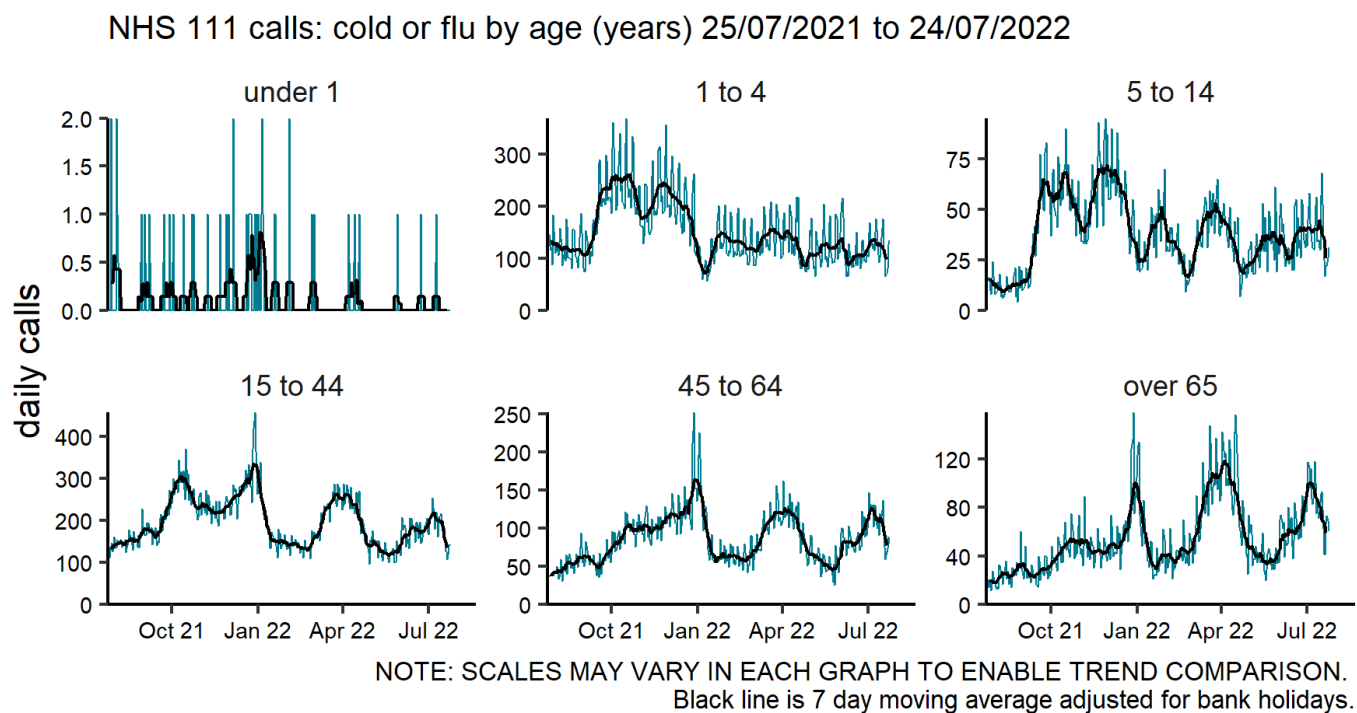 NHS 111 calls: cold or flu by age (years) 25/07/2021 to 24/07/2022
under 1
1 to 4
5 to 14
2.0
1.5
1.0
0.5
0.0
300
200
100
0
75
50
25
0
daily calls
15 to 44
45 to 64
over 65
400
300
200
100
0
250
200
150
100
50
0
120
80
40
0
Oct 21 Jan 22 Apr 22 Jul 22
Oct 21 Jan 22 Apr 22 Jul 22
Oct 21 Jan 22 Apr 22 Jul 22
NOTE: SCALES MAY VARY IN EACH GRAPH TO ENABLE TREND COMPARISON.
Black line is 7 day moving average adjusted for bank holidays.